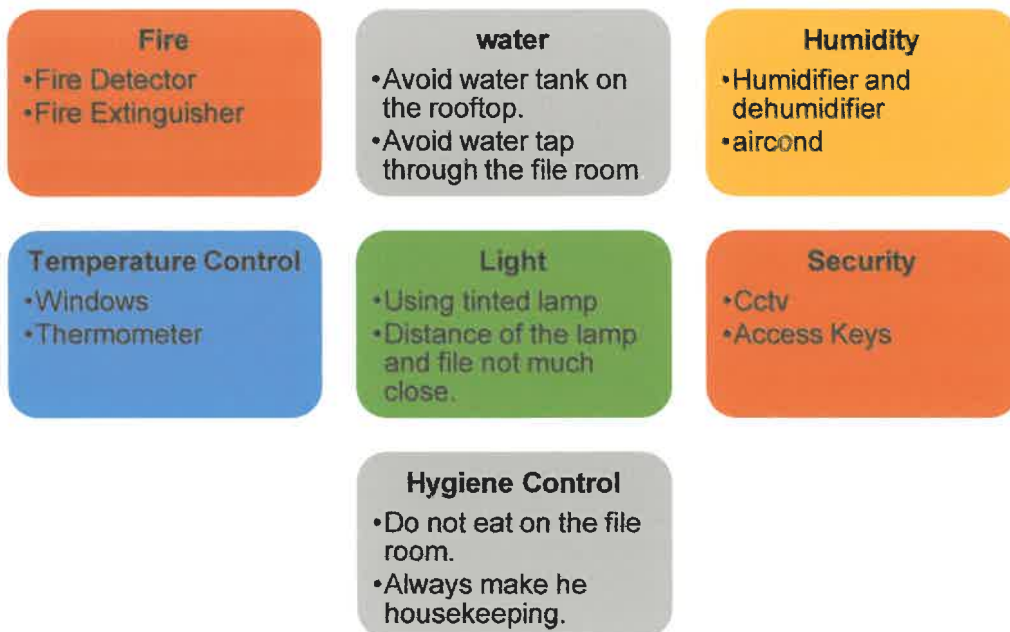 Fire
•Fire Detector
•Fire Extinguisher
water
•Avoid water tank on
the rooftop.
•Avoid water tap
through the file room
Humidity
•Humidifier and
dehumidifier
•aircond
Temperature Control
•Windows
•Thermometer
Light
•Using tinted lamp
•Distance of the lamp
and file not much
close.
Security
•Cctv
•Access Keys
Hygiene Control
•Do not eat on the file
room.
•Always make he
housekeeping.